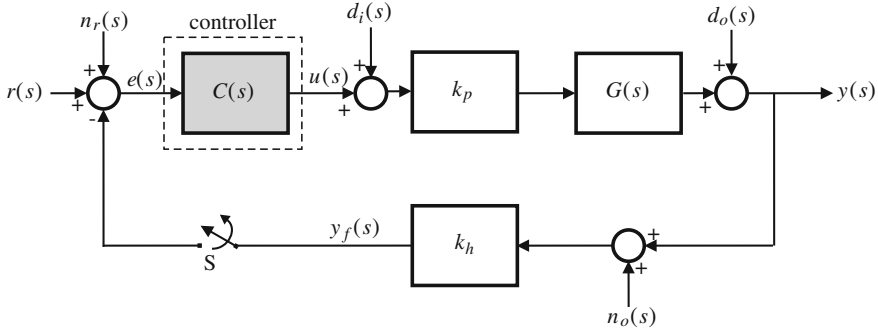 controller
n_r(s)
d_i(s)
d_o(s)
+
+
-
r(s)
e(s)
C(s)
u(s)
+
+
k_p
G(s)
+
+
y(s)
S
y_f(s)
k_h
+
+
n_o(s)